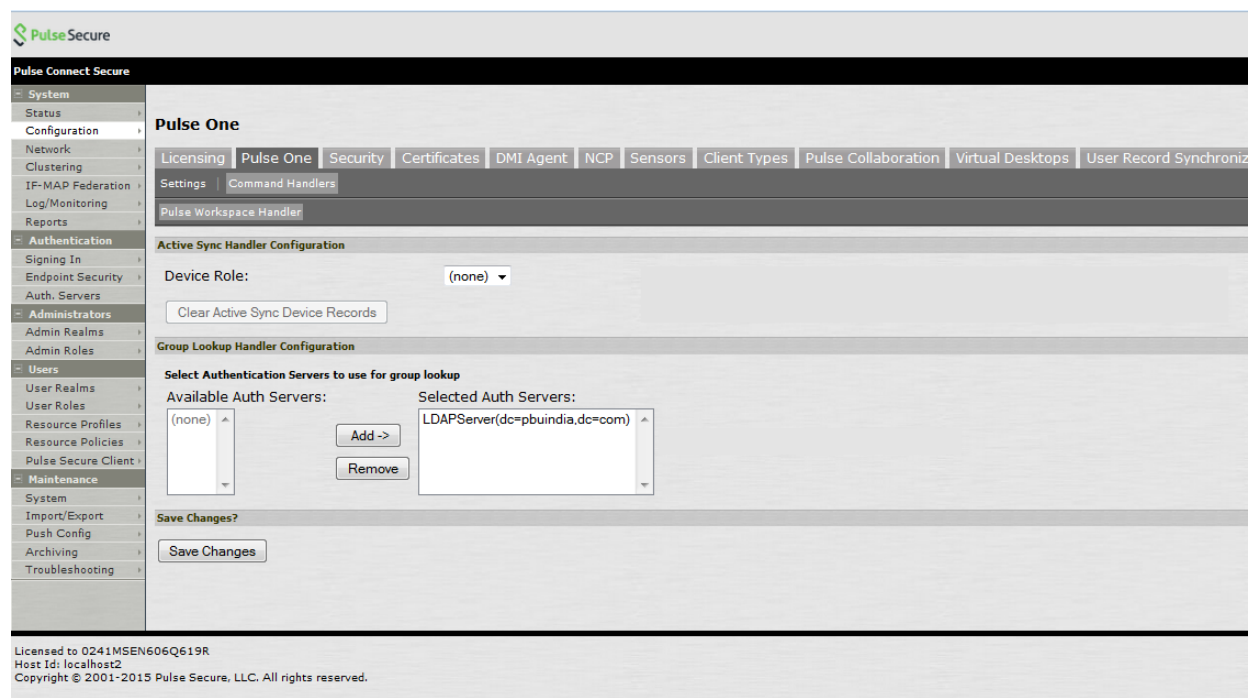 Pulse Secure
Pulse Connect Secure
System
Status
Configuration
Network
Clustering
IF-MAP Federation
Log/Monitoring
Reports
Authentication
Signing In
Endpoint Security
Auth. Servers
Administrators
Admin Realms
Admin Roles
Users
User Realms
User Roles
Resource Profiles
Resource Policies
Pulse Secure Client
Maintenance
System
Import/Export
Push Config
Archiving
Troubleshooting
Pulse One
Licensing Pulse One Security Certificates DMI Agent NCP Sensors Client Types Pulse Collaboration Virtual Desktops User Record Synchroniz
Settings | Command Handlers
Pulse Workspace Handler
Active Sync Handler Configuration
Device Role: (none)
Clear Active Sync Device Records
Group Lookup Handler Configuration
Select Authentication Servers to use for group lookup
Available Auth Servers: Selected Auth Servers:
(none) LDAPServer(dc=pbuindia,dc=com)
Add ->
Remove
Save Changes?
Save Changes
Licensed to 0241MSEN606Q619R
Host Id: localhost2
Copyright © 2001-2015 Pulse Secure, LLC. All rights reserved.